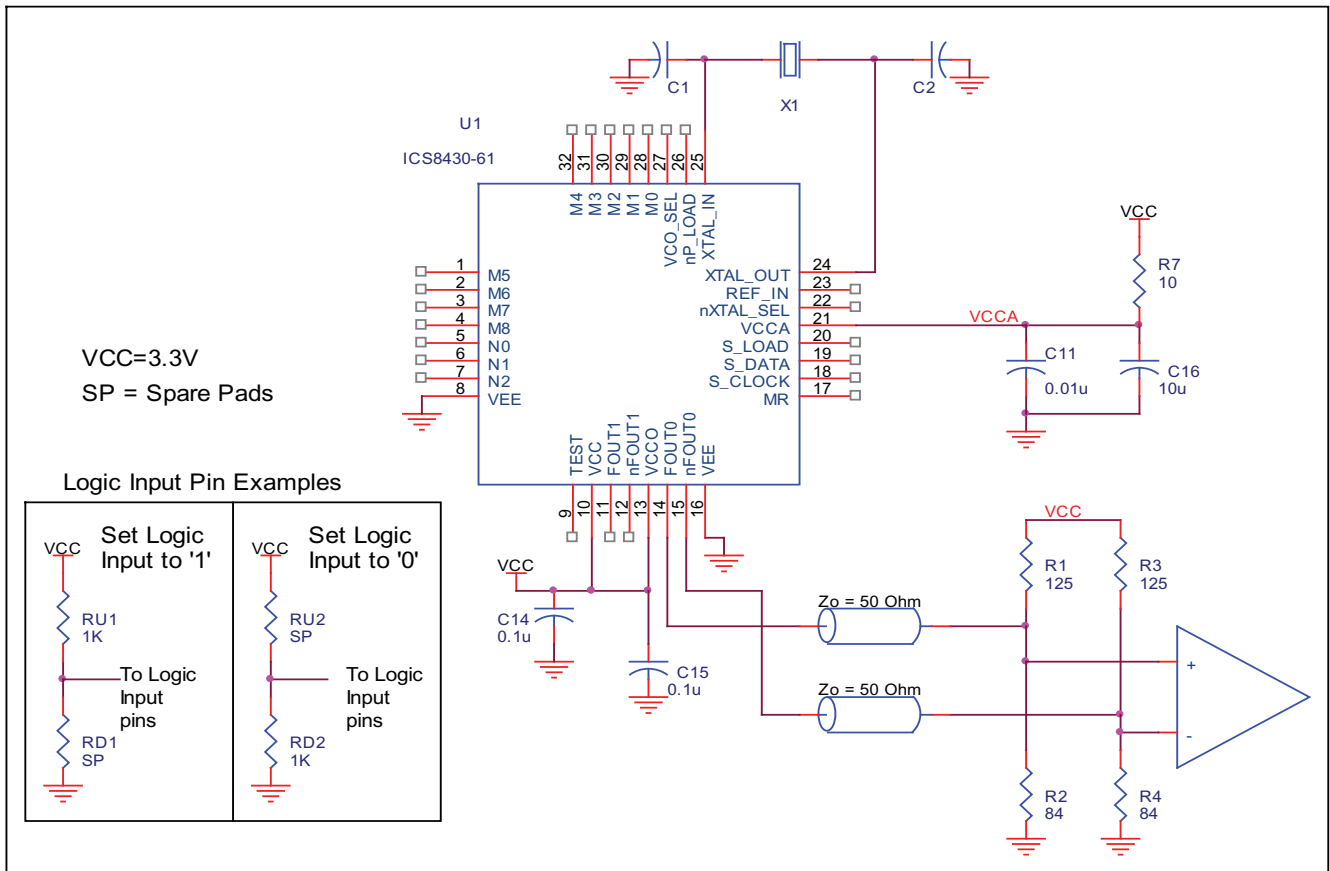 C1
X1
C2
U1
ICS8430-61
32
31
30
29
28
27
26
25
M4
M3
M2
M1
M0
VCO_SEL
nP_LOAD
XTAL_IN
1 M5
2 M6
3 M7
4 M8
5 N0
6 N1
7 N2
8 VEE
XTAL_OUT 24
REF_IN 23
nXTAL_SEL 22
VCCA 21
S_LOAD 20
S_DATA 19
S_CLOCK 18
MR 17
TEST
VCC
FOUT1
nFOUT1
VCCO
FOUT0
nFOUT0
VEE
9
10
11
12
13
14
15
16
VCC
R7
10
VCCA
C11
0.01u
C16
10u
VCC=3.3V
SP = Spare Pads
Logic Input Pin Examples
Set Logic
Input to '1'
VCC
RU1
1K
To Logic
Input
pins
RD1
SP
Set Logic
Input to '0'
VCC
RU2
SP
To Logic
Input
pins
RD2
1K
VCC
C14
0.1u
C15
0.1u
Zo = 50 Ohm
Zo = 50 Ohm
VCC
R1
125
R3
125
+
-
R2
84
R4
84